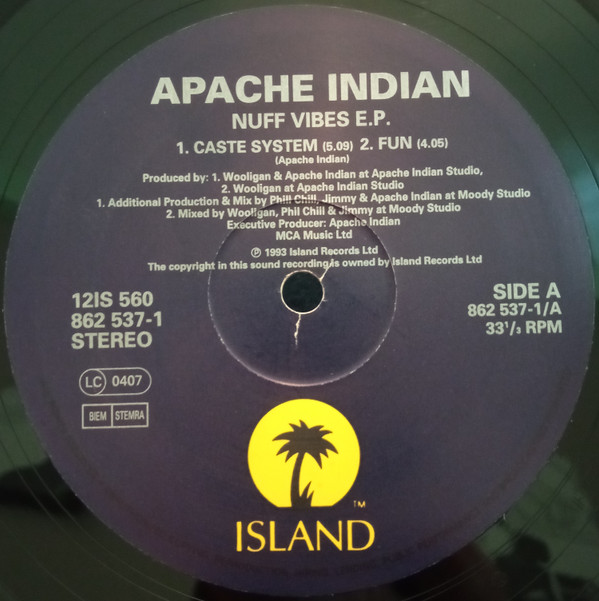 APACHE INDIAN
NUFF VIBES E.P.
1. CASTE SYSTEM (5.09) 2. FUN (4.05)
(Apache Indian)
Produced by: 1. Wooligan & Apache Indian at Apache Indian Studio,
2. Wooligan at Apache Indian Studio
1. Additional Production & Mix by Phill Chill, Jimmy & Apache Indian at Moody Studio
2. Mixed by Wooligan, Phil Chill & Jimmy at Moody Studio
Executive Producer: Apache Indian
MCA Music Ltd
℗ 1993 Island Records Ltd
The copyright in this sound recording is owned by Island Records Ltd
12IS 560
862 537-1
STEREO
SIDE A
862 537-1/A
33¹/₃ RPM
LC 0407
BIEM STEMRA
TM
ISLAND